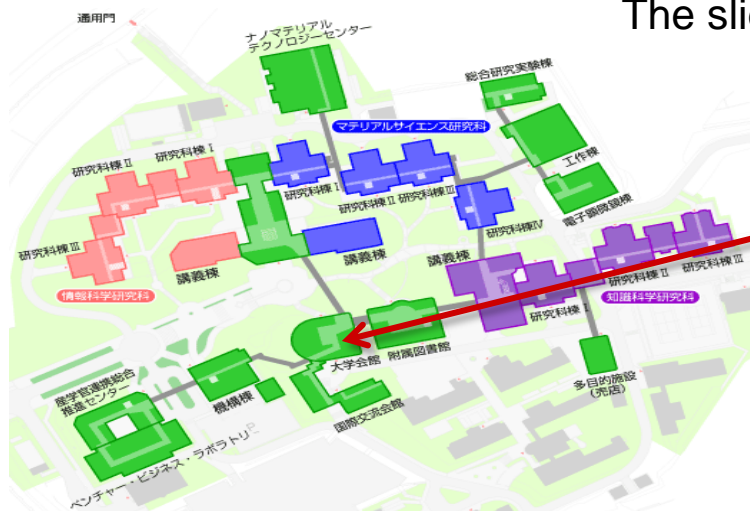 The slid
通用門
ナノマテリアル
テクノロジーセンター
総合研究実験棟
マテリアルサイエンス研究科
研究科棟Ⅱ
研究科棟Ⅰ
工作棟
研究科棟Ⅰ
研究科棟Ⅱ
研究科棟Ⅲ
電子顕微鏡棟
研究科棟Ⅲ
研究科棟Ⅳ
講義棟
講義棟
講義棟
研究科棟Ⅱ
研究科棟Ⅲ
情報科学研究科
研究科棟Ⅰ
知識科学研究科
大学会館
附属図書館
産学官連携総合
推進センター
機構棟
国際交流会館
多目的施設
(売店)
ベンチャー・ビジネス・ラボラトリ